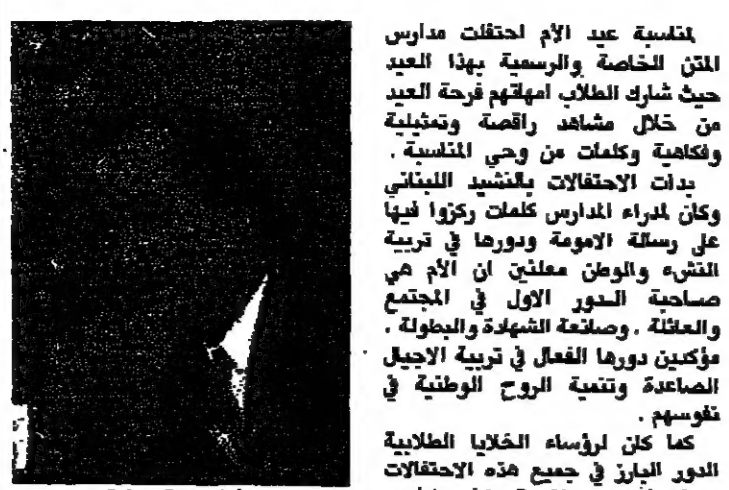 لمناسبة عيد الأم احتفلت مدارس
المتن الخاصة والرسمية بهذا العيد
حيث شارك الطلاب امهاتهم فرحة العيد
من خلال مشاهد راقصة وتمثيلية
وفكاهية وكلمات من وحي المناسبة .
بدات الاحتفالات بالنشيد اللبناني
وكان لمدراء المدارس كلمات ركزوا فيها
على رسالة الامومة ودورها في تربية
النشء والوطن معلنين ان الأم هي
صاحبة الدور الاول في المجتمع
والعائلة . وصانعة الشهادة والبطولة .
مؤكدين دورها الفعال في تربية الاجيال
الصاعدة وتنمية الروح الوطنية في
نفوسهم .
كما كان لرؤساء الخلايا الطلابية
الدور البارز في جميع هذه الاحتفالات